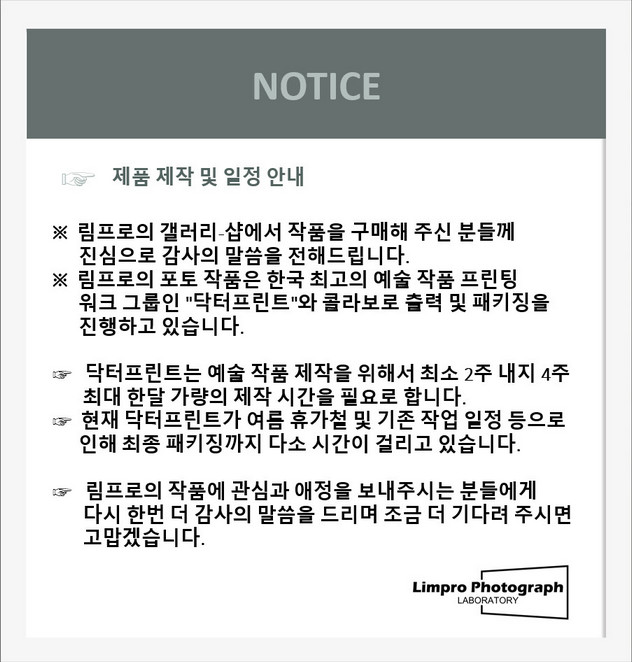 NOTICE
☞ 제품 제작 및 일정 안내
※ 림프로의 갤러리-샵에서 작품을 구매해 주신 분들께
진심으로 감사의 말씀을 전해드립니다.
※ 림프로의 포토 작품은 한국 최고의 예술 작품 프린팅
워크 그룹인 "닥터프린트"와 콜라보로 출력 및 패키징을
진행하고 있습니다.
☞ 닥터프린트는 예술 작품 제작을 위해서 최소 2주 내지 4주
최대 한달 가량의 제작 시간을 필요로 합니다.
☞ 현재 닥터프린트가 여름 휴가철 및 기존 작업 일정 등으로
인해 최종 패키징까지 다소 시간이 걸리고 있습니다.
☞ 림프로의 작품에 관심과 애정을 보내주시는 분들에게
다시 한번 더 감사의 말씀을 드리며 조금 더 기다려 주시면
고맙겠습니다.
Limpro Photograph
LABORATORY